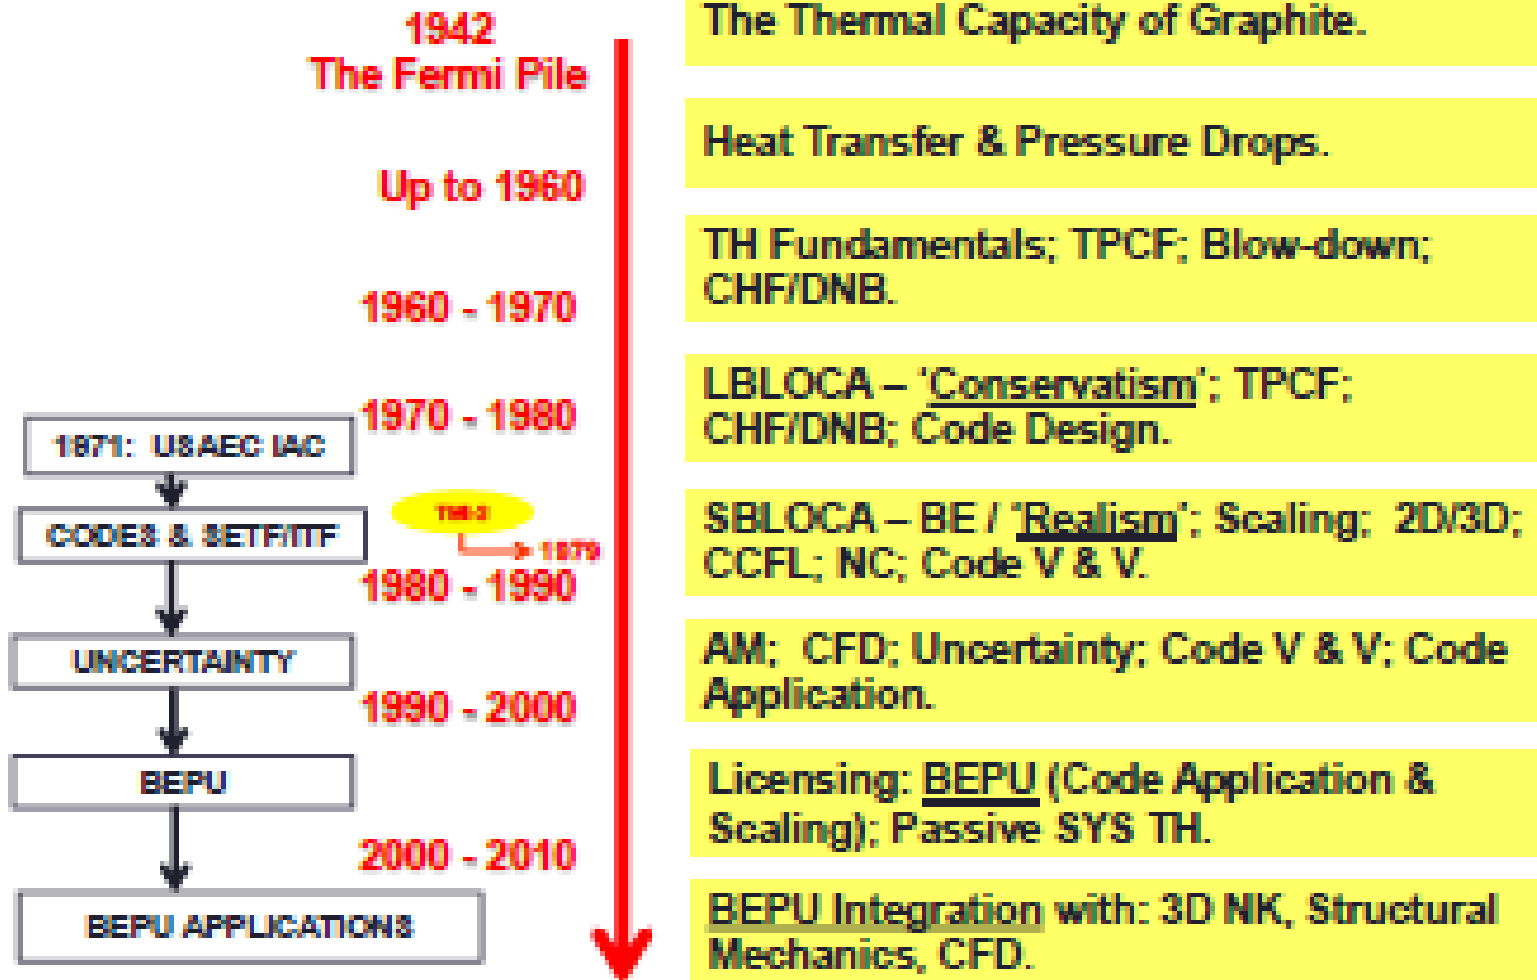 1942
The Fermi Pile
The Thermal Capacity of Graphite.
Heat Transfer & Pressure Drops.
Up to 1960
TH Fundamentals; TPCF; Blow-down;
CHF/DNB.
1960 - 1970
LBLOCA – 'Conservatism'; TPCF;
CHF/DNB; Code Design.
1970 - 1980
1971: USAEC IAC
CODES & SETF/ITF
TMI-2
1979
SBLOCA – BE / 'Realism'; Scaling; 2D/3D;
CCFL; NC; Code V & V.
1980 - 1990
UNCERTAINTY
AM; CFD; Uncertainty; Code V & V; Code
Application.
1990 - 2000
BEPU
Licensing: BEPU (Code Application &
Scaling); Passive SYS TH.
2000 - 2010
BEPU APPLICATIONS
BEPU Integration with: 3D NK, Structural
Mechanics, CFD.